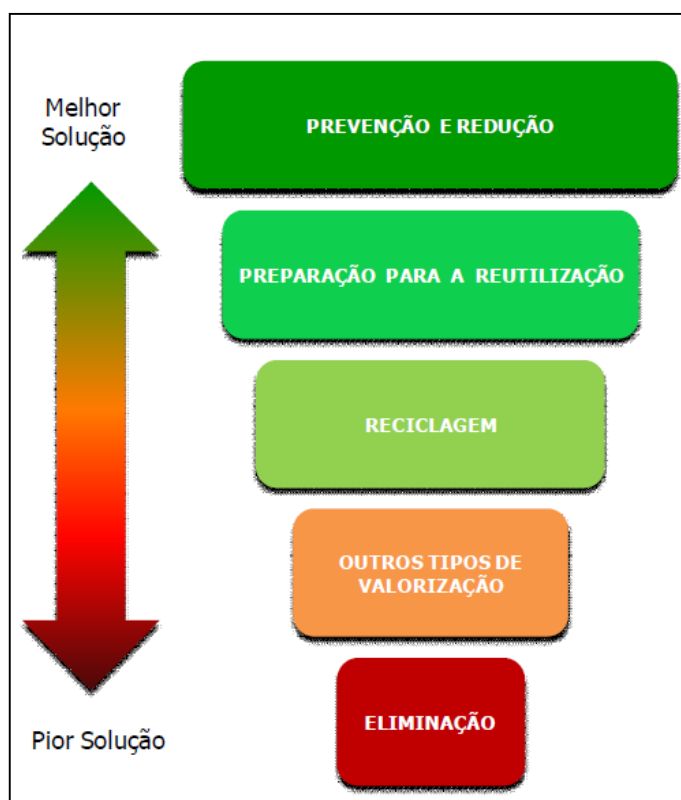 Melhor
Solução
PREVENÇÃO E REDUÇÃO
PREPARAÇÃO PARA A REUTILIZAÇÃO
RECICLAGEM
OUTROS TIPOS DE
VALORIZAÇÃO
ELIMINAÇÃO
Pior Solução